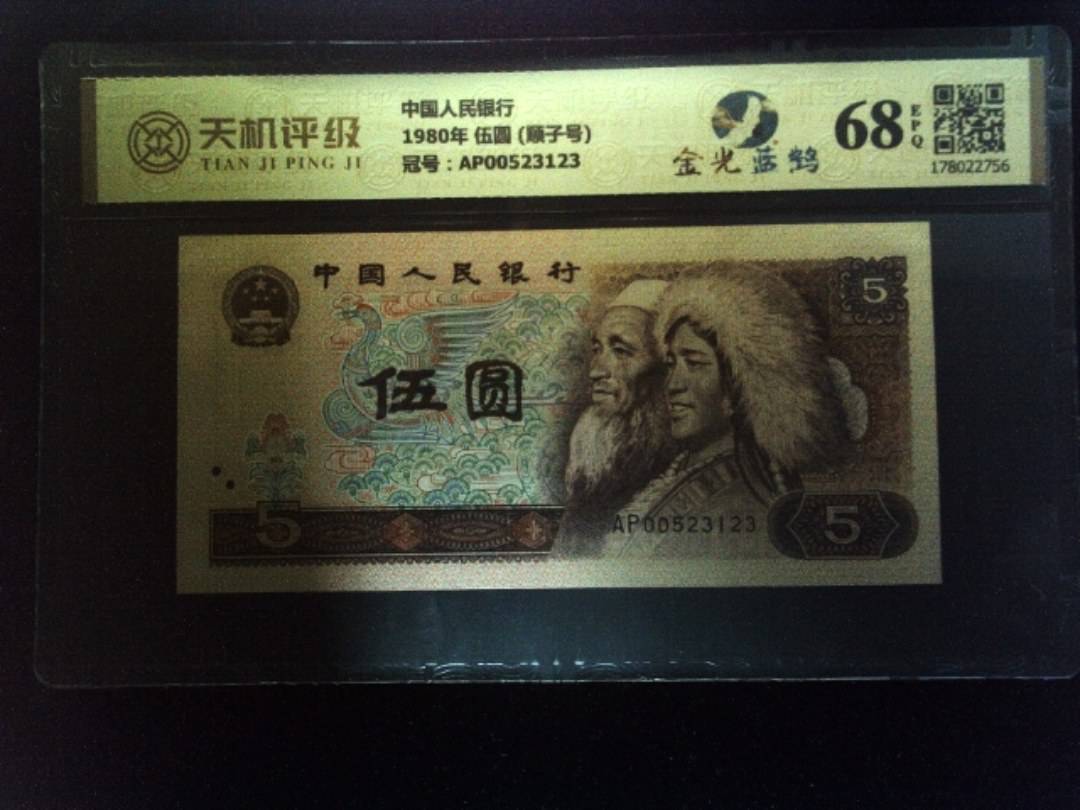 天机评级
TIAN JI PING JI
中国人民银行
1980年 伍圆 (顺子号)
冠号：AP00523123
金光蓝鹤
68
EPQ
178022756
中国人民银行
5
伍圆
5
AP00523123
5